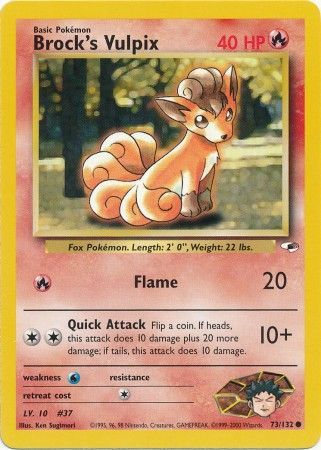 Basic Pokémon
Brock's Vulpix 40 HP
Fox Pokémon. Length: 2' 0", Weight: 22 lbs.
Flame 20
Quick Attack Flip a coin. If heads,
this attack does 10 damage plus 20 more
damage; if tails, this attack does 10 damage.
10+
weakness resistance
retreat cost
LV. 10 #37
Illus. Ken Sugimori ©1995, 96, 98 Nintendo, Creatures, GAMEFREAK. ©1999-2000 Wizards. 73/132